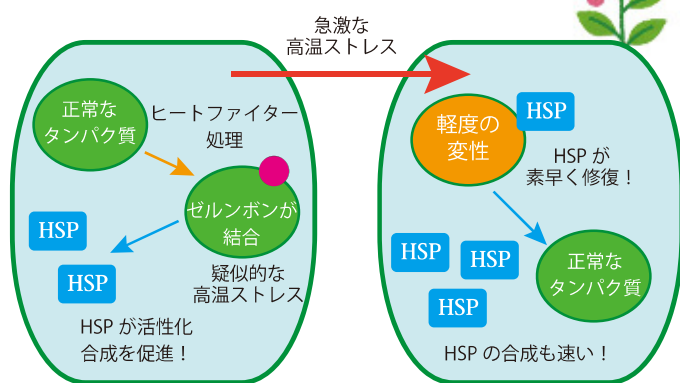 急激な
高温ストレス
正常な
タンパク質
ヒートファイター
処理
ゼルンボンが
結合
疑似的な
高温ストレス
HSP
HSP
HSP が活性化
合成を促進！
軽度の
変性
HSP
HSP が
素早く修復！
HSP
HSP
HSP
正常な
タンパク質
HSP の合成も速い！